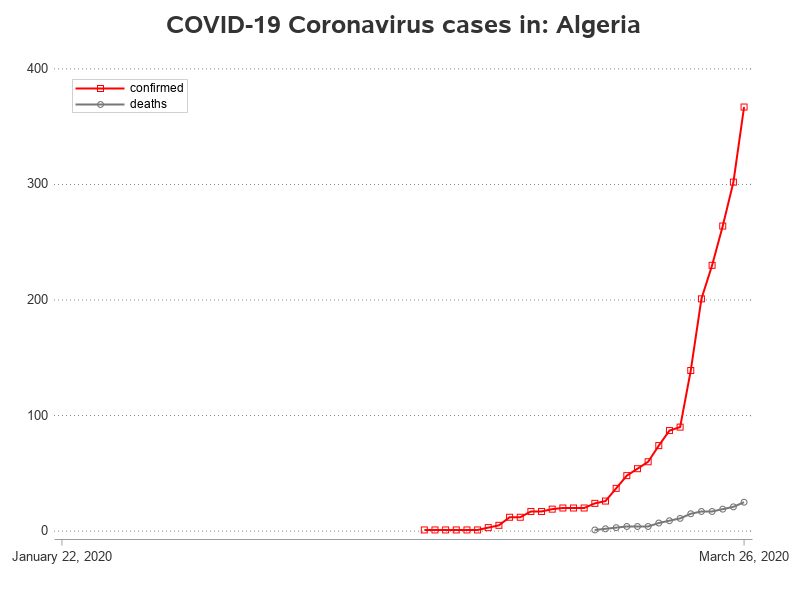 COVID-19 Coronavirus cases in: Algeria
400
confirmed
deaths
300
200
100
0
January 22, 2020
March 26, 2020